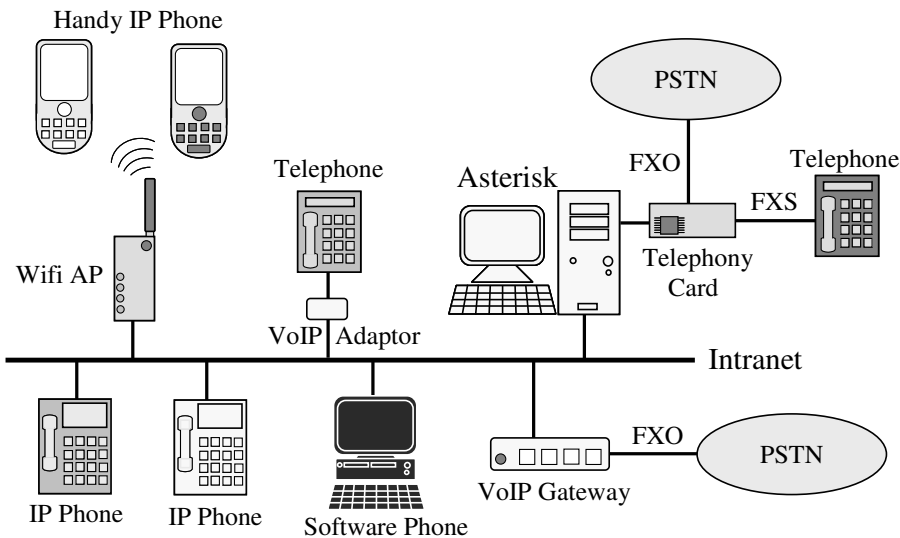 Handy IP Phone
PSTN
Telephone
Asterisk
FXO
Telephone
FXS
Wifi AP
Telephony
Card
VoIP Adaptor
Intranet
FXO
PSTN
VoIP Gateway
IP Phone
IP Phone
Software Phone